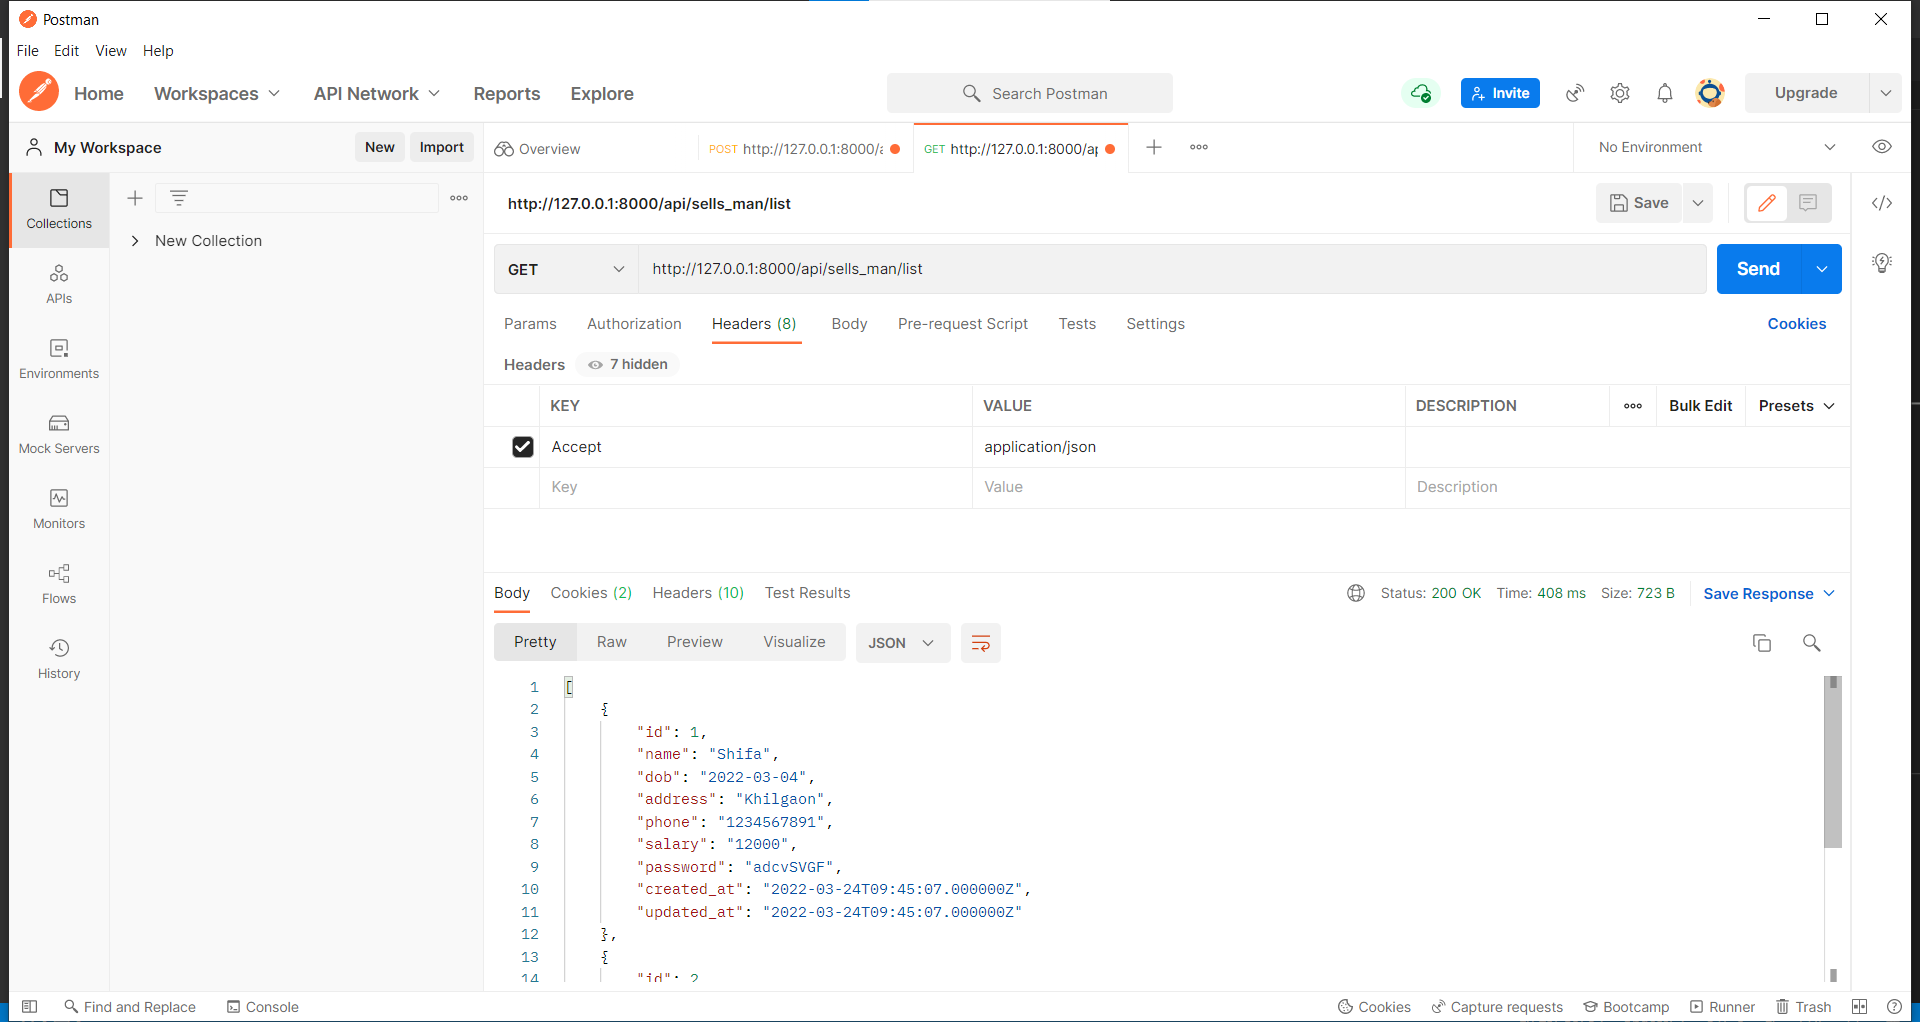 Postman
File Edit View Help
Home Workspaces API Network Reports Explore Search Postman Invite Upgrade
My Workspace New Import Overview POST http://127.0.0.1:8000/a GET http://127.0.0.1:8000/ap No Environment
Collections
APIs
Environments
Mock Servers
Monitors
Flows
History
New Collection
http://127.0.0.1:8000/api/sells_man/list Save
GET http://127.0.0.1:8000/api/sells_man/list Send
Params Authorization Headers (8) Body Pre-request Script Tests Settings Cookies
Headers 7 hidden
KEY VALUE DESCRIPTION Bulk Edit Presets
Accept application/json
Key Value Description
Body Cookies (2) Headers (10) Test Results Status: 200 OK Time: 408 ms Size: 723 B Save Response
Pretty Raw Preview Visualize JSON
1 [
2 {
3 "id": 1,
4 "name": "Shifa",
5 "dob": "2022-03-04",
6 "address": "Khilgaon",
7 "phone": "1234567891",
8 "salary": "12000",
9 "password": "adcvSVGF",
10 "created_at": "2022-03-24T09:45:07.000000Z",
11 "updated_at": "2022-03-24T09:45:07.000000Z"
12 },
13 {
14 "id": 2
Find and Replace Console Cookies Capture requests Bootcamp Runner Trash